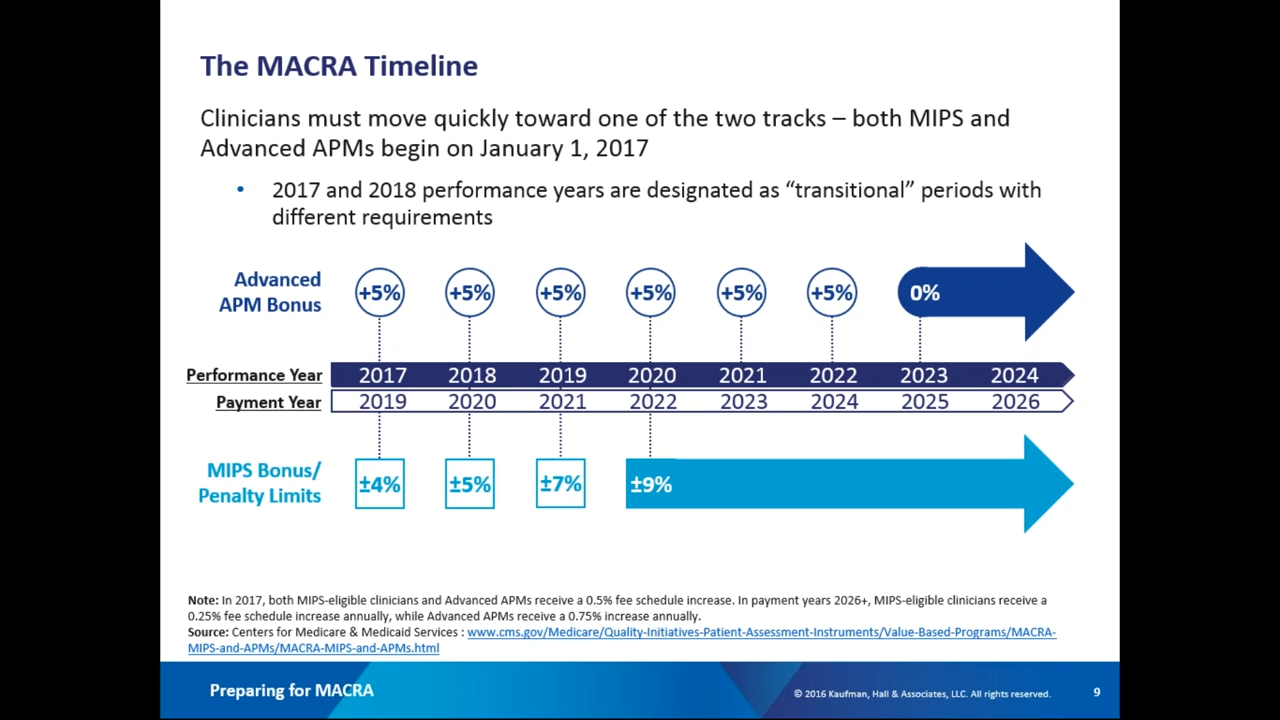 The MACRA Timeline
Clinicians must move quickly toward one of the two tracks – both MIPS and
Advanced APMs begin on January 1, 2017
• 2017 and 2018 performance years are designated as “transitional” periods with
different requirements
Advanced
APM Bonus
+5% +5% +5% +5% +5% +5% 0%
Performance Year 2017 2018 2019 2020 2021 2022 2023 2024
Payment Year 2019 2020 2021 2022 2023 2024 2025 2026
MIPS Bonus/
Penalty Limits
±4% ±5% ±7% ±9%
Note: In 2017, both MIPS-eligible clinicians and Advanced APMs receive a 0.5% fee schedule increase. In payment years 2026+, MIPS-eligible clinicians receive a
0.25% fee schedule increase annually, while Advanced APMs receive a 0.75% increase annually.
Source: Centers for Medicare & Medicaid Services : www.cms.gov/Medicare/Quality-Initiatives-Patient-Assessment-Instruments/Value-Based-Programs/MACRA-
MIPS-and-APMs/MACRA-MIPS-and-APMs.html
Preparing for MACRA
© 2016 Kaufman, Hall & Associates, LLC. All rights reserved. 9